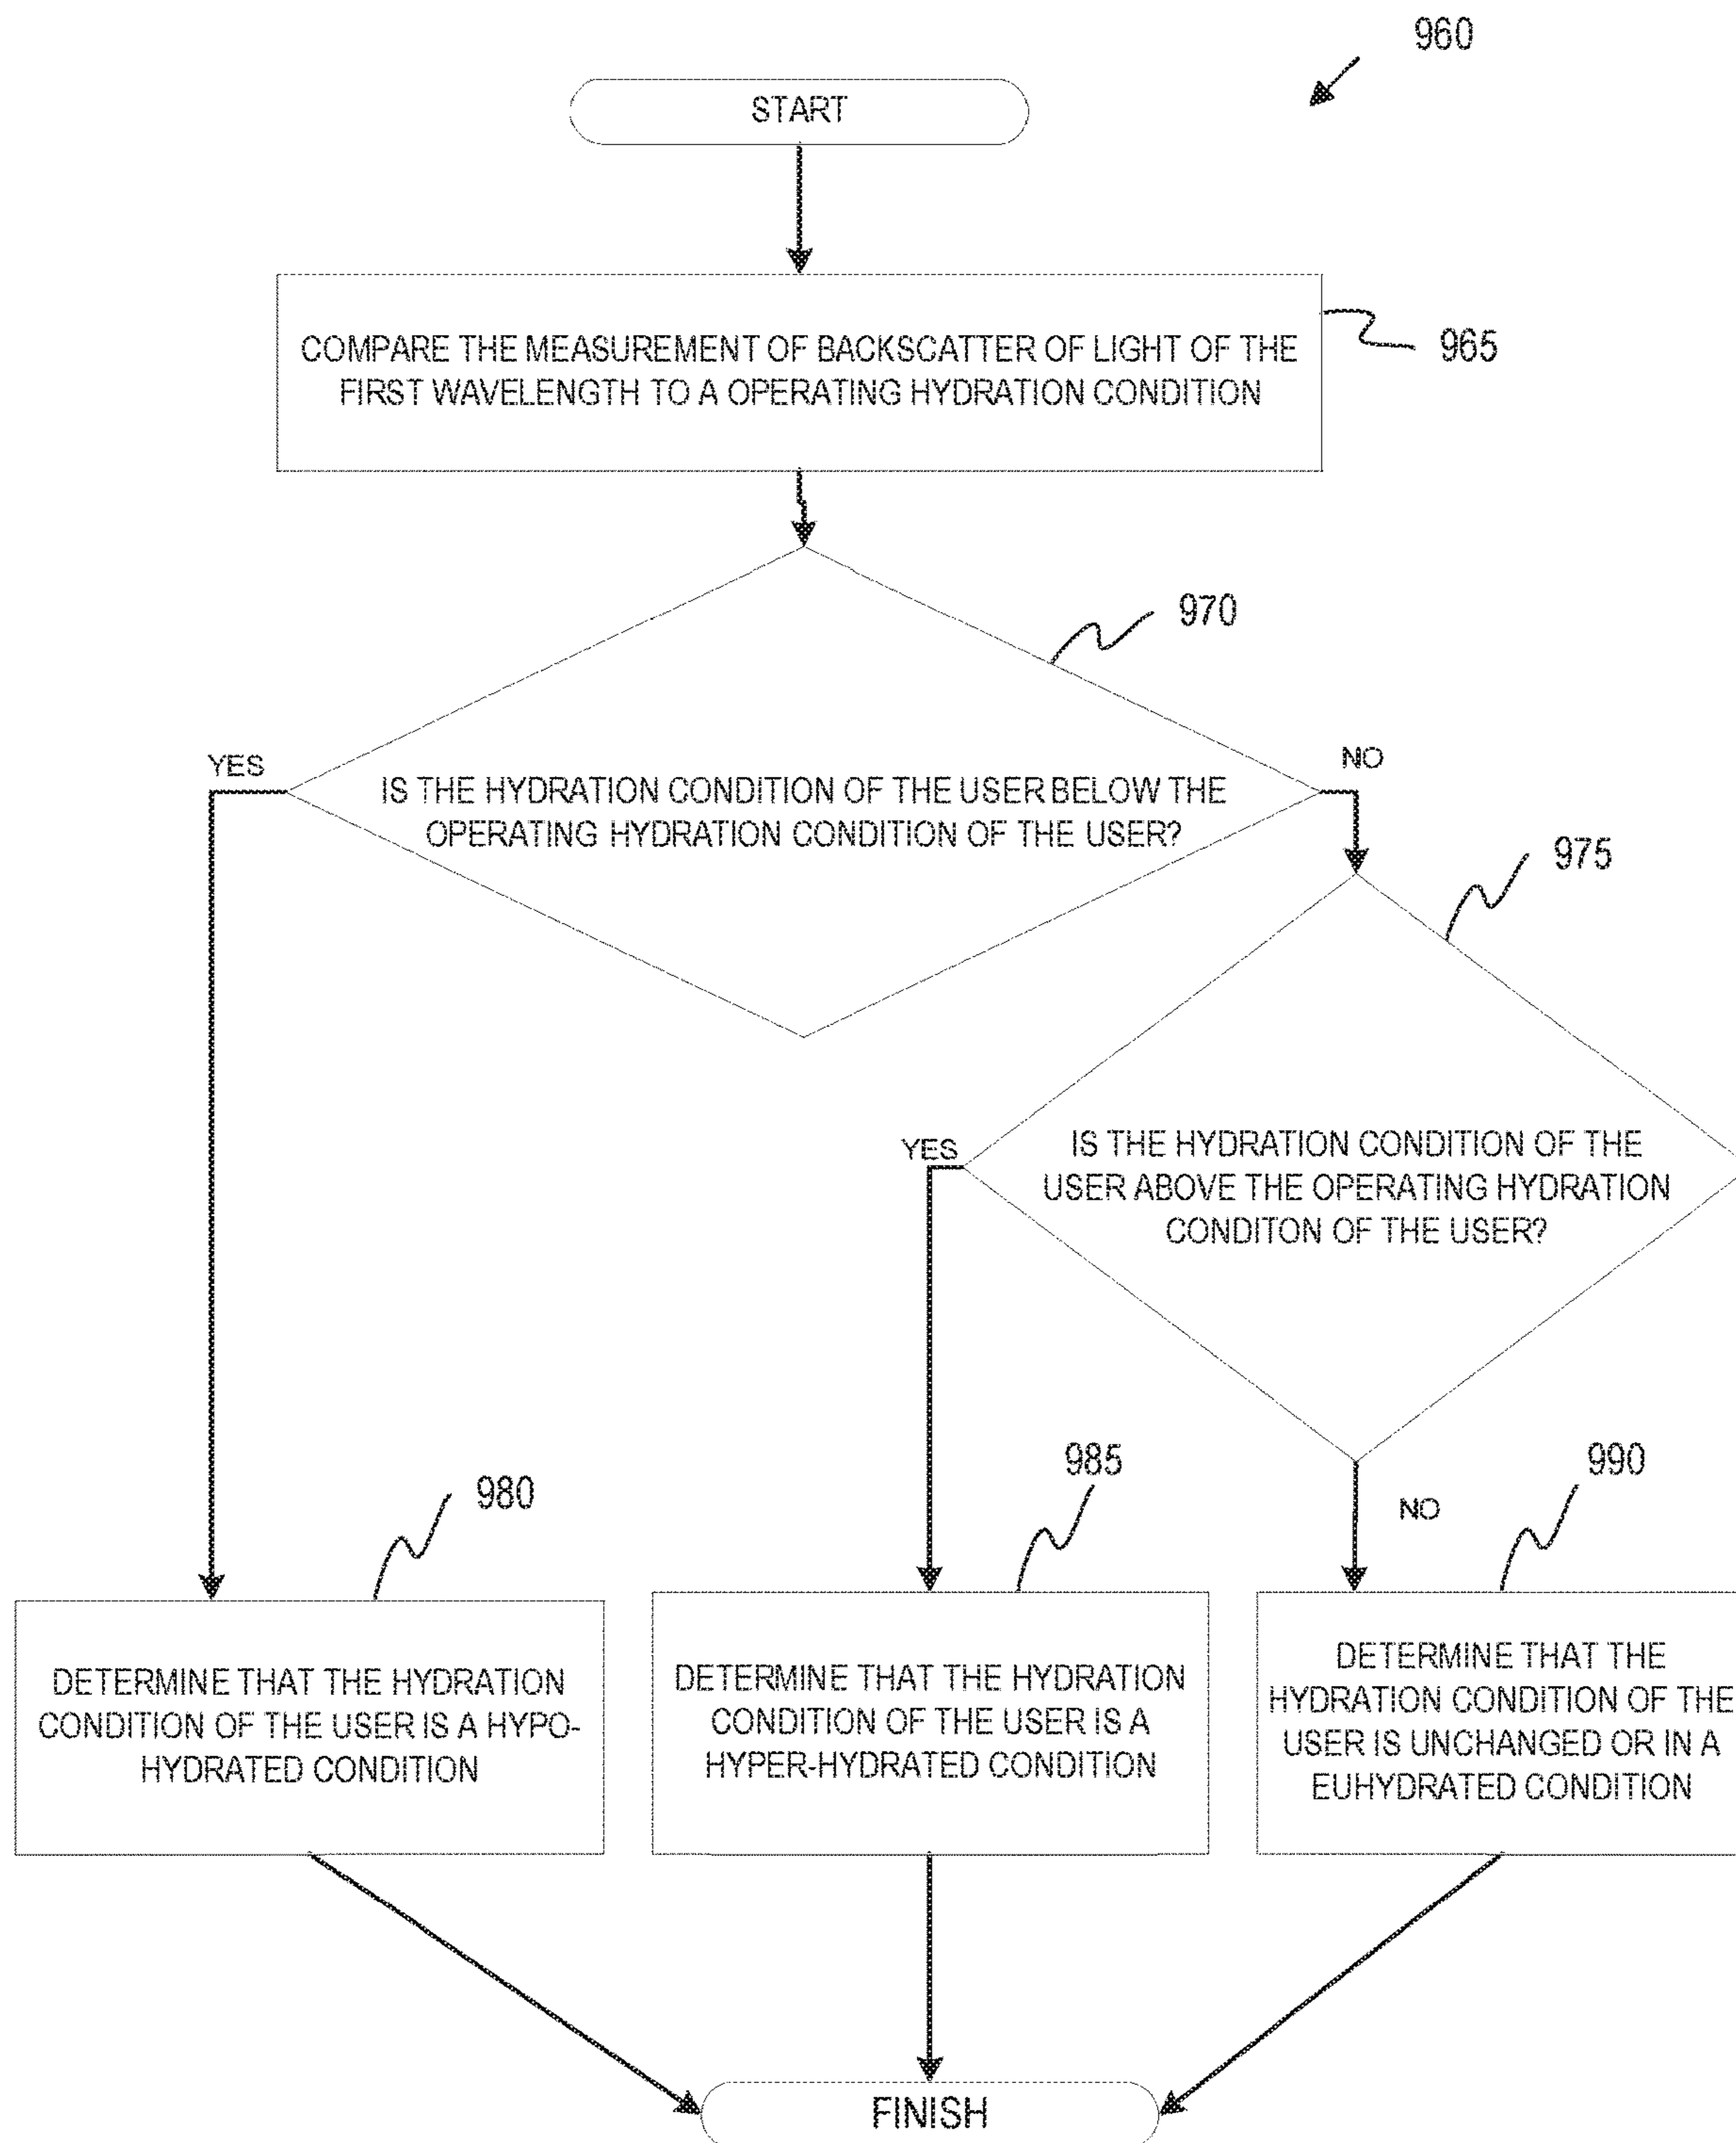 960
START
COMPARE THE MEASUREMENT OF BACKSCATTER OF LIGHT OF THE
FIRST WAVELENGTH TO A OPERATING HYDRATION CONDITION
965
970
YES
NO
IS THE HYDRATION CONDITION OF THE USER BELOW THE
OPERATING HYDRATION CONDITION OF THE USER?
975
YES
IS THE HYDRATION CONDITION OF THE
USER ABOVE THE OPERATING HYDRATION
CONDITON OF THE USER?
NO
980
DETERMINE THAT THE HYDRATION
CONDITION OF THE USER IS A HYPO-
HYDRATED CONDITION
985
DETERMINE THAT THE HYDRATION
CONDITION OF THE USER IS A
HYPER-HYDRATED CONDITION
990
DETERMINE THAT THE
HYDRATION CONDITION OF THE
USER IS UNCHANGED OR IN A
EUHYDRATED CONDITION
FINISH